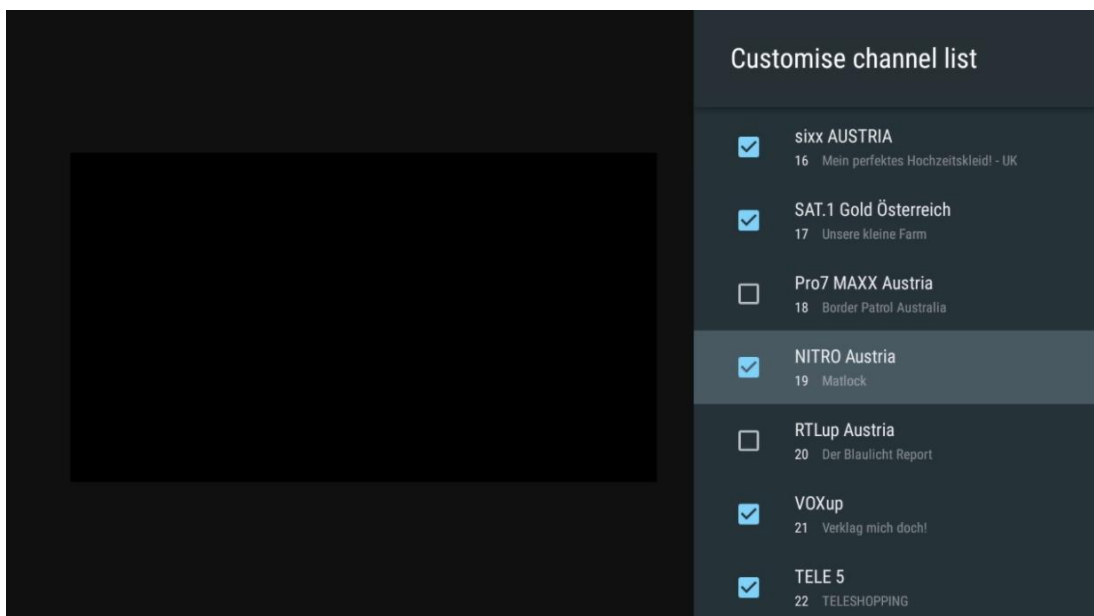 Customise channel list
sixx AUSTRIA
16 Mein perfektes Hochzeitskleid! - UK
SAT.1 Gold Österreich
17 Unsere kleine Farm
Pro7 MAXX Austria
18 Border Patrol Australia
NITRO Austria
19 Matlock
RTLup Austria
20 Der Blaulicht Report
VOXup
21 Verklag mich doch!
TELE 5
22 TELESHOPPING